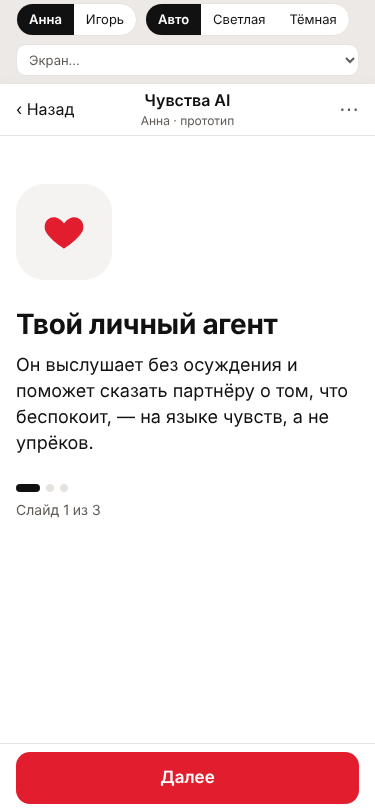 Анна Игорь Авто Светлая Тёмная
Экран...
‹ Назад
Чувства AI
Анна · прототип
...
Твой личный агент
Он выслушает без осуждения и
поможет сказать партнёру о том, что
беспокоит, — на языке чувств, а не
упрёков.
Слайд 1 из 3
Далее